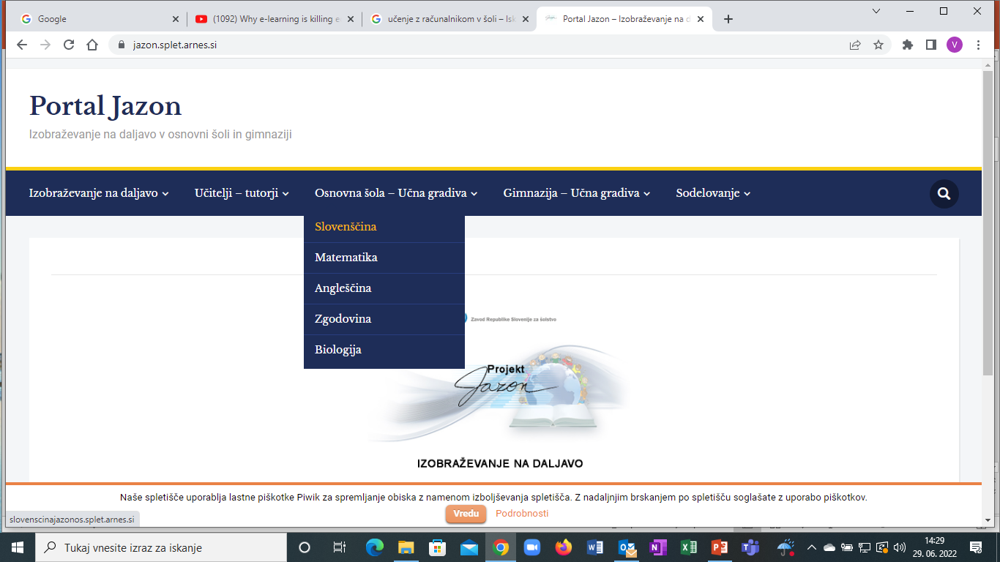 Google
(1092) Why e-learning is killing e
učenje z računalnikom v šoli – Isk
Portal Jazon – Izobraževanje na d
jazon.splet.arnes.si
V
Portal Jazon
Izobraževanje na daljavo v osnovni šoli in gimnaziji
Izobraževanje na daljavo
Učitelji – tutorji
Osnovna šola – Učna gradiva
Gimnazija – Učna gradiva
Sodelovanje
Slovenščina
Matematika
Angleščina
Zgodovina
Biologija
Zavod Republike Slovenije za šolstvo
Projekt
Jazon
IZOBRAŽEVANJE NA DALJAVO
Naše spletišče uporablja lastne piškotke Piwik za spremljanje obiska z namenom izboljševanja spletišča. Z nadaljnjim brskanjem po spletišču soglašate z uporabo piškotkov.
Vredu
Podrobnosti
slovenscinajazonos.splet.arnes.si
Tukaj vnesite izraz za iskanje
14:29
29. 06. 2022